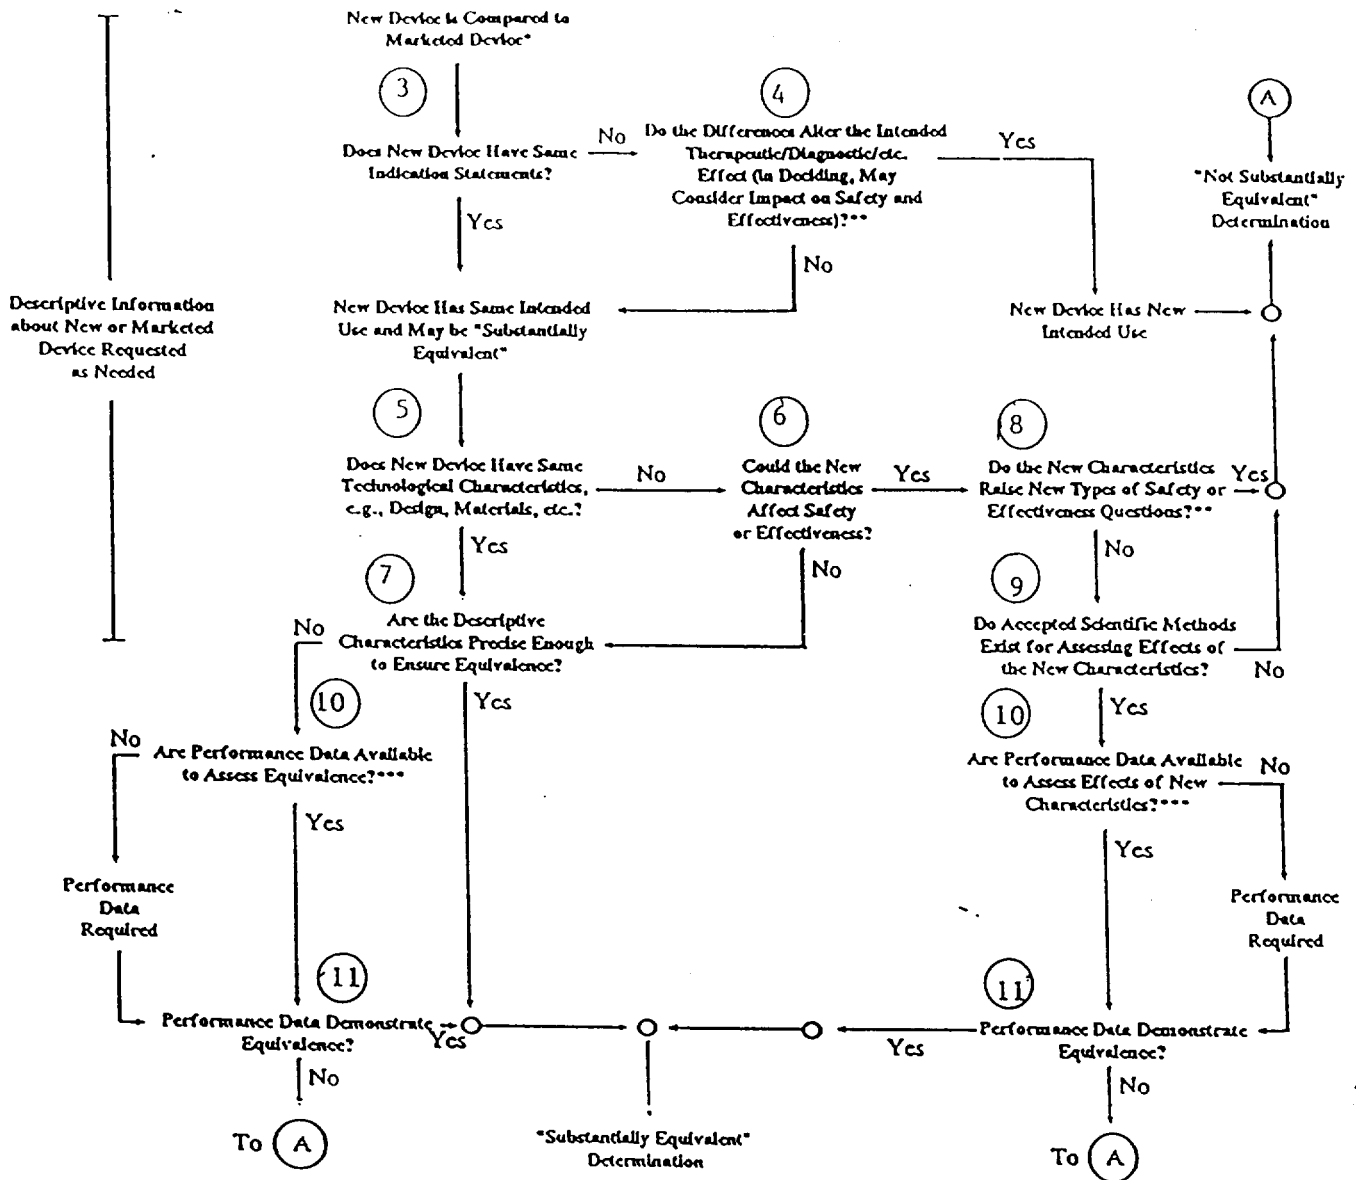 New Device is Compared to
Marketed Device*
3
Does New Device Have Same
Indication Statements?
No
4
Do the Differences Alter the Intended
Therapeutic/Diagnostic/etc.
Effect (in Deciding, May
Consider Impact on Safety and
Effectiveness)?**
Yes
A
"Not Substantially
Equivalent"
Determination
Yes
No
Descriptive Information
about New or Marketed
Device Requested
as Needed
New Device Has Same Intended
Use and May be "Substantially
Equivalent"
New Device Has New
Intended Use
5
Does New Device Have Same
Technological Characteristics,
e.g., Design, Materials, etc.?
No
6
Could the New
Characteristics
Affect Safety
or Effectiveness?
Yes
8
Do the New Characteristics
Raise New Types of Safety or
Effectiveness Questions?**
Yes
Yes
No
No
7
Are the Descriptive
Characteristics Precise Enough
to Ensure Equivalence?
No
9
Do Accepted Scientific Methods
Exist for Assessing Effects of
the New Characteristics?
No
Yes
Yes
10
Are Performance Data Available
to Assess Equivalence?***
No
10
Are Performance Data Available
to Assess Effects of New
Characteristics?***
No
Yes
Yes
Performance
Data
Required
Performance
Data
Required
11
Performance Data Demonstrate
Equivalence?
Yes
11
Performance Data Demonstrate
Equivalence?
Yes
No
No
To A
"Substantially Equivalent"
Determination
To A